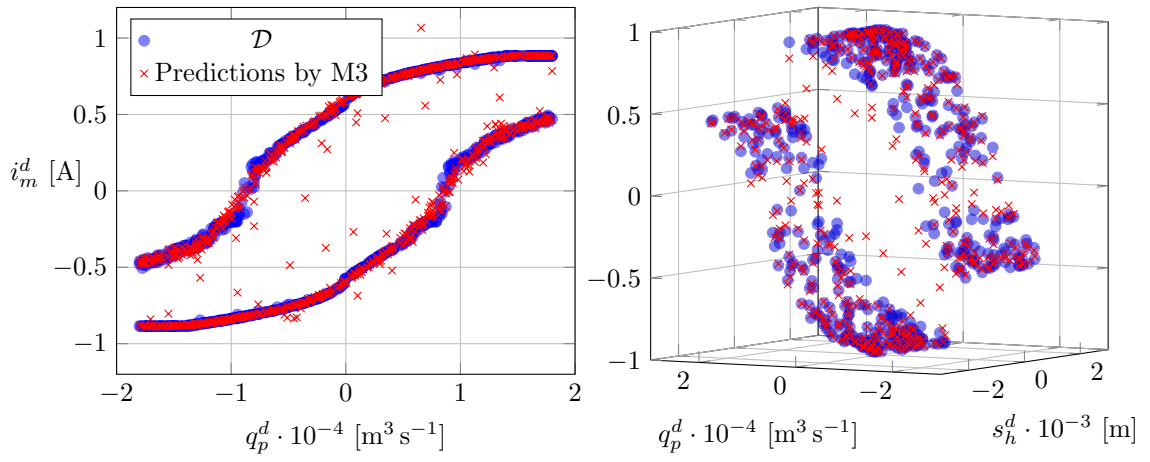 𝒟
Predictions by M3
1
0.5
0
−0.5
−1
i_m^d [A]
−2 −1 0 1 2
q_p^d · 10^{−4} [m^3 s^{−1}]
1
0.5
0
−0.5
−1
2 0 −2
−2 0 2
q_p^d · 10^{−4} [m^3 s^{−1}]
s_h^d · 10^{−3} [m]